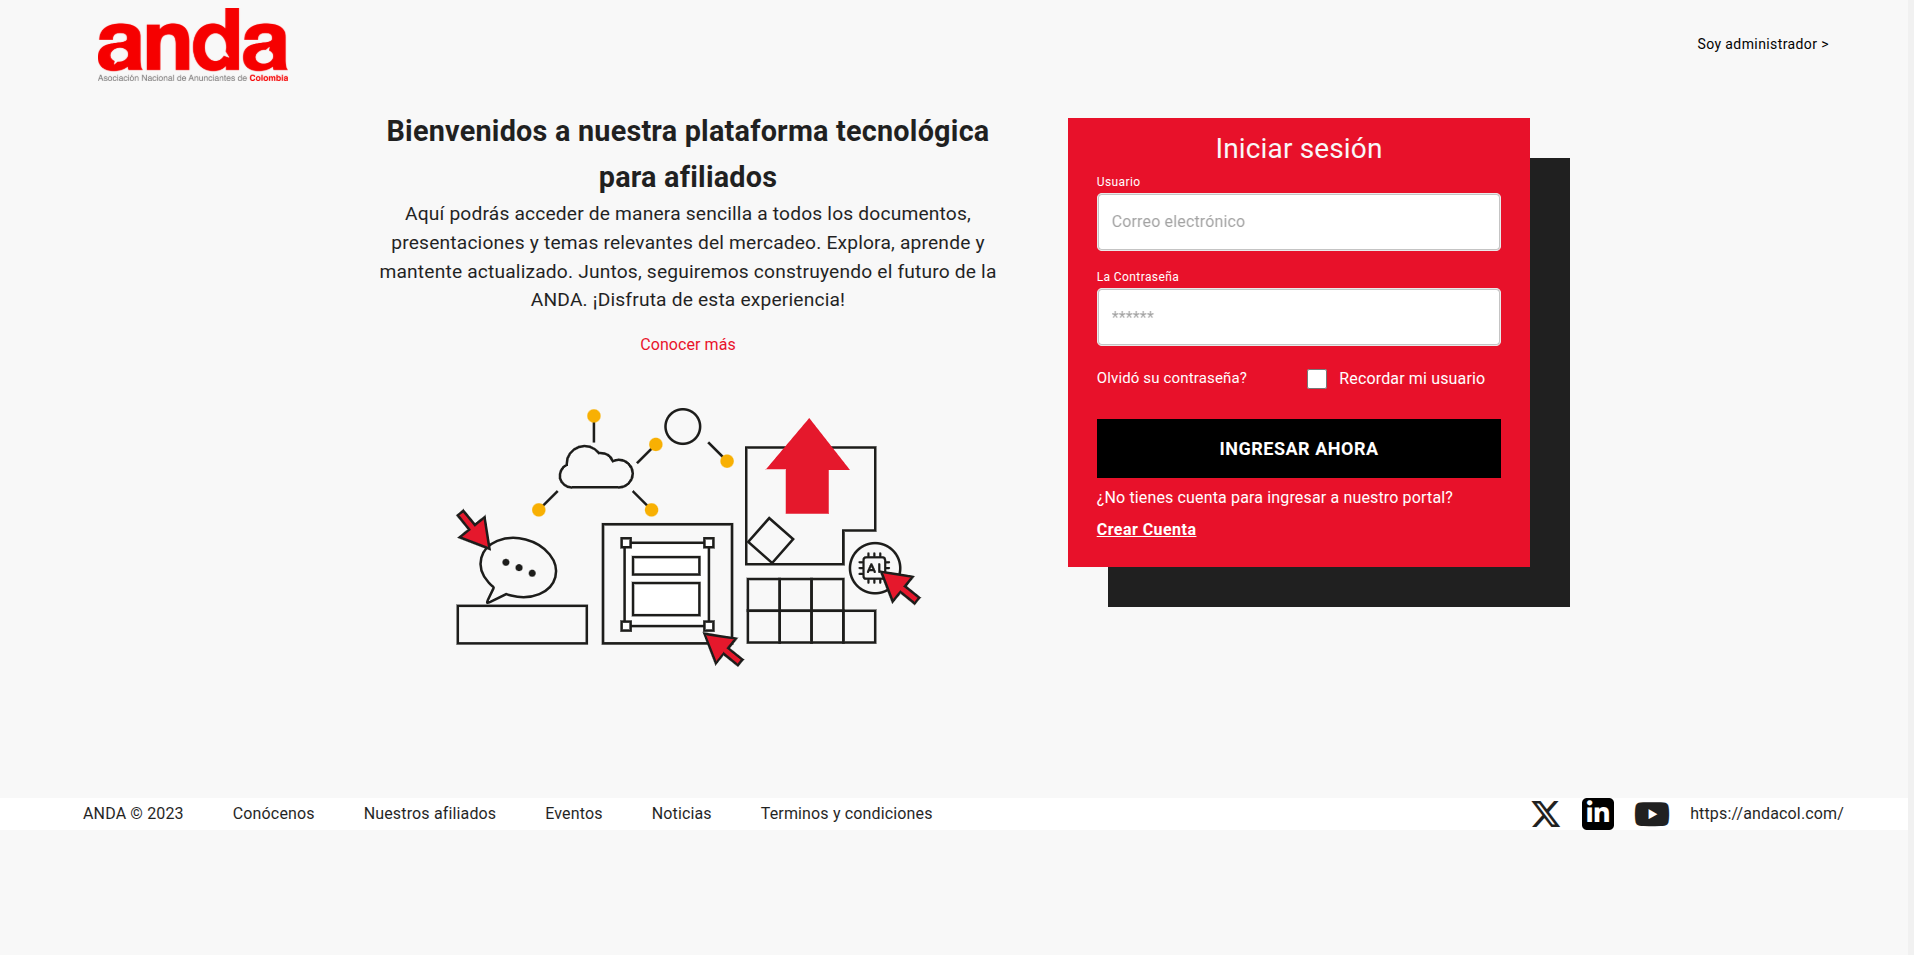 anda
Asociación Nacional de Anunciantes de Colombia
Soy administrador >
Bienvenidos a nuestra plataforma tecnológica
para afiliados
Aquí podrás acceder de manera sencilla a todos los documentos,
presentaciones y temas relevantes del mercadeo. Explora, aprende y
mantente actualizado. Juntos, seguiremos construyendo el futuro de la
ANDA. ¡Disfruta de esta experiencia!
Conocer más
AI
Iniciar sesión
Usuario
Correo electrónico
La Contraseña
******
Olvidó su contraseña?
Recordar mi usuario
INGRESAR AHORA
¿No tienes cuenta para ingresar a nuestro portal?
Crear Cuenta
ANDA © 2023
Conócenos
Nuestros afiliados
Eventos
Noticias
Terminos y condiciones
X
in
https://andacol.com/